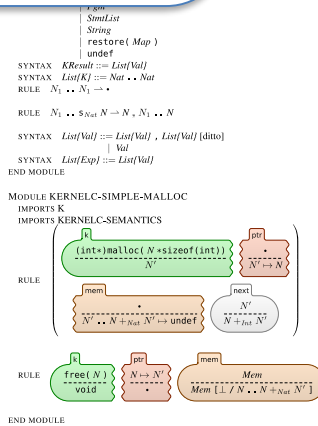 | Pgm
| StmtList
| String
| restore( Map )
| undef
SYNTAX KResult ::= List{Val}
SYNTAX List{K} ::= Nat .. Nat
RULE N₁ .. N₁ ⇀ •
RULE N₁ .. s_Nat N ⇀ N , N₁ .. N
SYNTAX List{Val} ::= List{Val} , List{Val} [ditto]
| Val
SYNTAX List{Exp} ::= List{Val}
END MODULE
MODULE KERNELC-SIMPLE-MALLOC
IMPORTS K
IMPORTS KERNELC-SEMANTICS
k ptr
(int*)malloc( N *sizeof(int)) •
N′ N′ ↦ N
RULE
mem next
• N′
N′ .. N +_Nat N′ ↦ undef N +_Int N′
k ptr mem
RULE free( N ) N ↦ N′ Mem
void • Mem [⊥ / N .. N +_Nat N′ ]
END MODULE